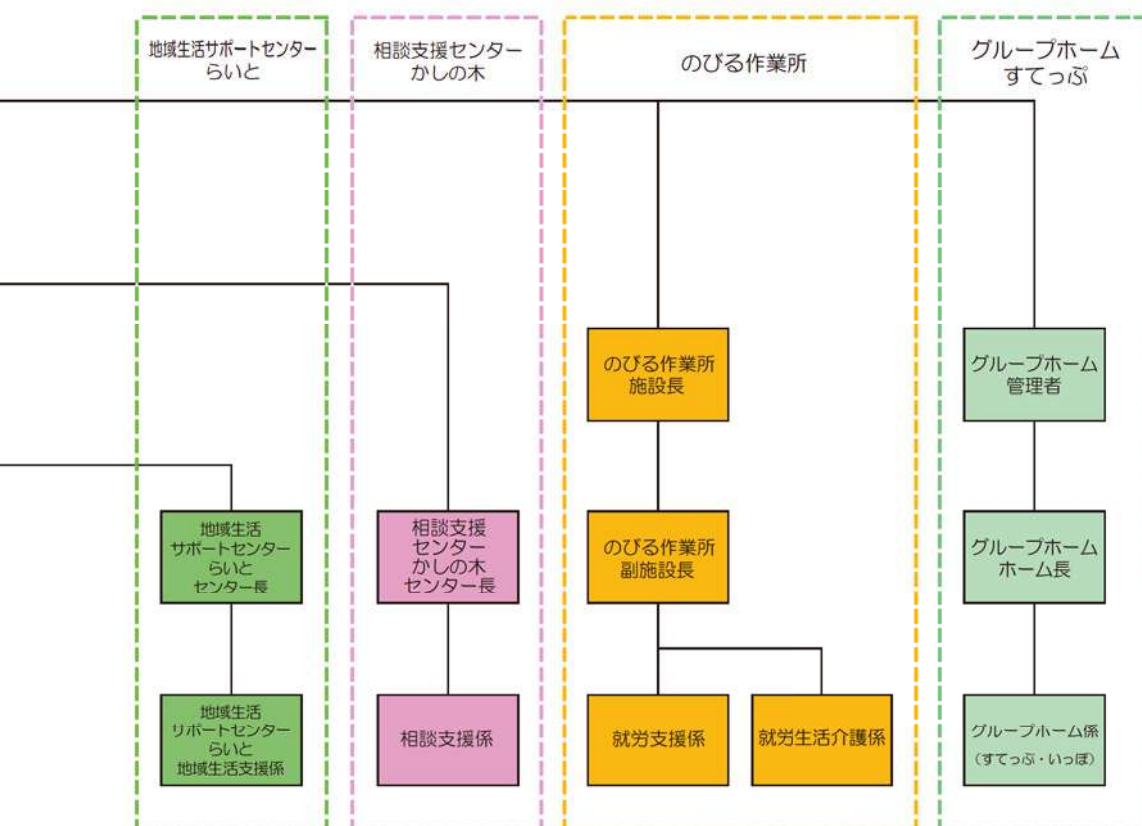 地域生活サポートセンター
らいと
相談支援センター
かしの木
のびる作業所
グループホーム
すてっぷ
のびる作業所
施設長
グループホーム
管理者
地域生活
サポートセンター
らいと
センター長
相談支援
センター
かしの木
センター長
のびる作業所
副施設長
グループホーム
ホーム長
地域生活
リポートセンター
らいと
地域生活支援係
相談支援係
就労支援係
就労生活介護係
グループホーム係
（すてっぷ・いっぽ）